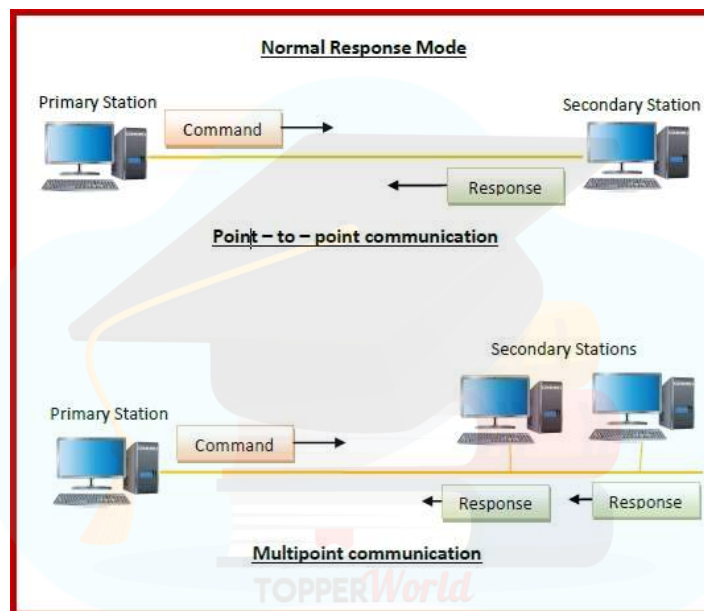 Normal Response Mode
Primary Station
Secondary Station
Command
Response
Point – to – point communication
Secondary Stations
Primary Station
Command
Response
Response
Multipoint communication
TOPPERWorld